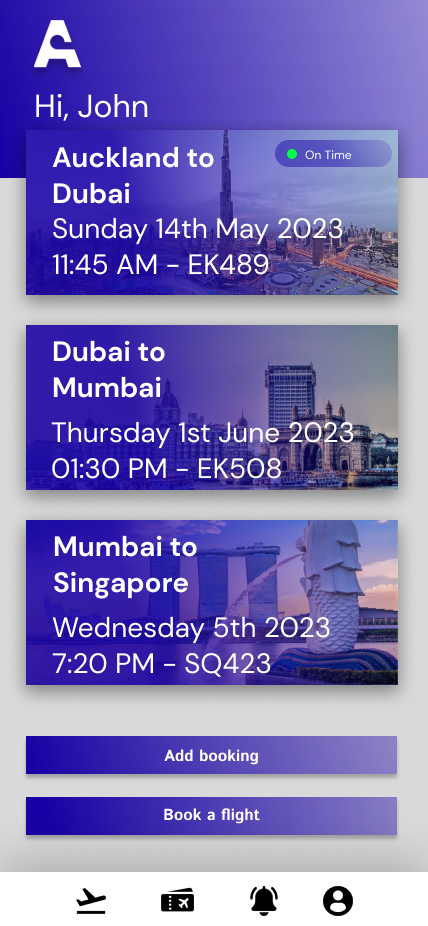 A
Hi, John
Auckland to
Dubai
On Time
Sunday 14th May 2023
11:45 AM - EK489
Dubai to
Mumbai
Thursday 1st June 2023
01:30 PM - EK508
Mumbai to
Singapore
Wednesday 5th 2023
7:20 PM - SQ423
Add booking
Book a flight